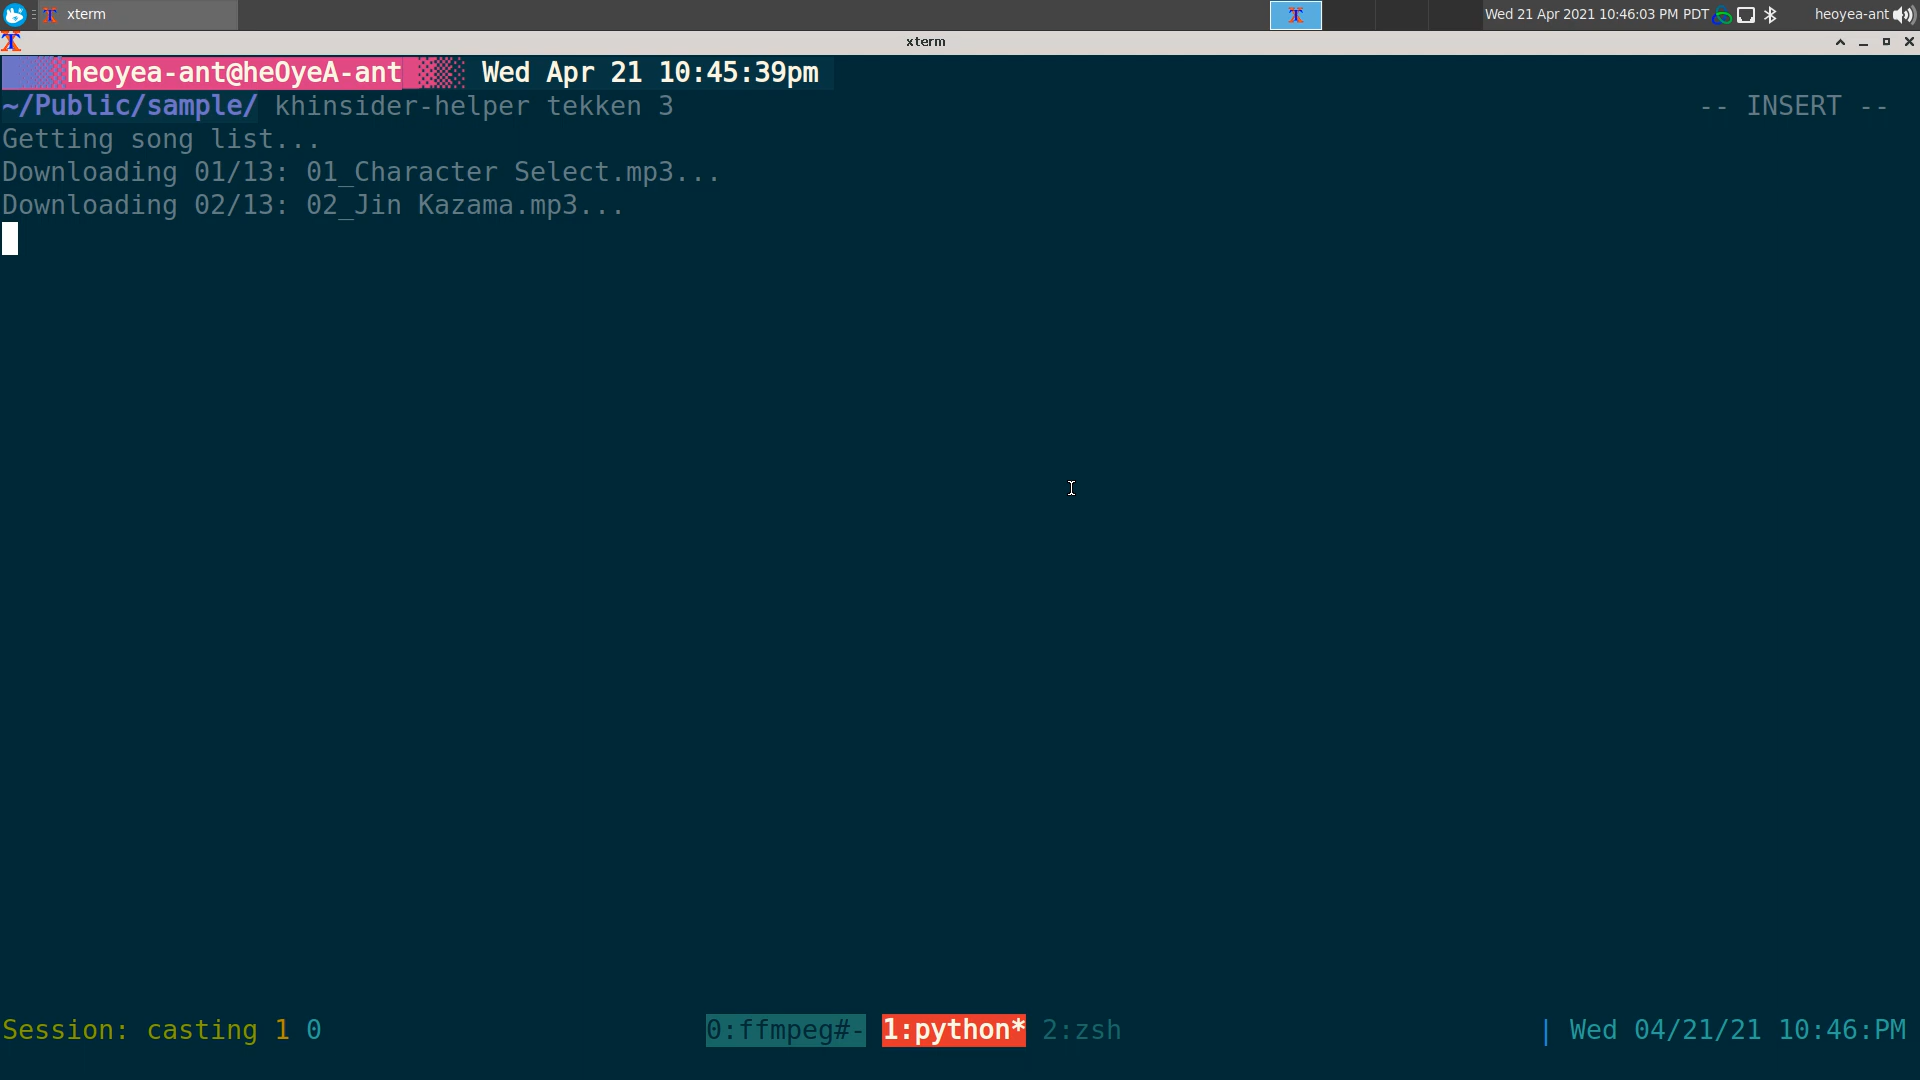 xterm
Wed 21 Apr 2021 10:46:03 PM PDT
heoyea-ant
xterm
heoyea-ant@heOyeA-ant Wed Apr 21 10:45:39pm
~/Public/sample/ khinsider-helper tekken 3 -- INSERT --
Getting song list...
Downloading 01/13: 01_Character Select.mp3...
Downloading 02/13: 02_Jin Kazama.mp3...
Session: casting 1 0 0:ffmpeg#- 1:python* 2:zsh | Wed 04/21/21 10:46:PM